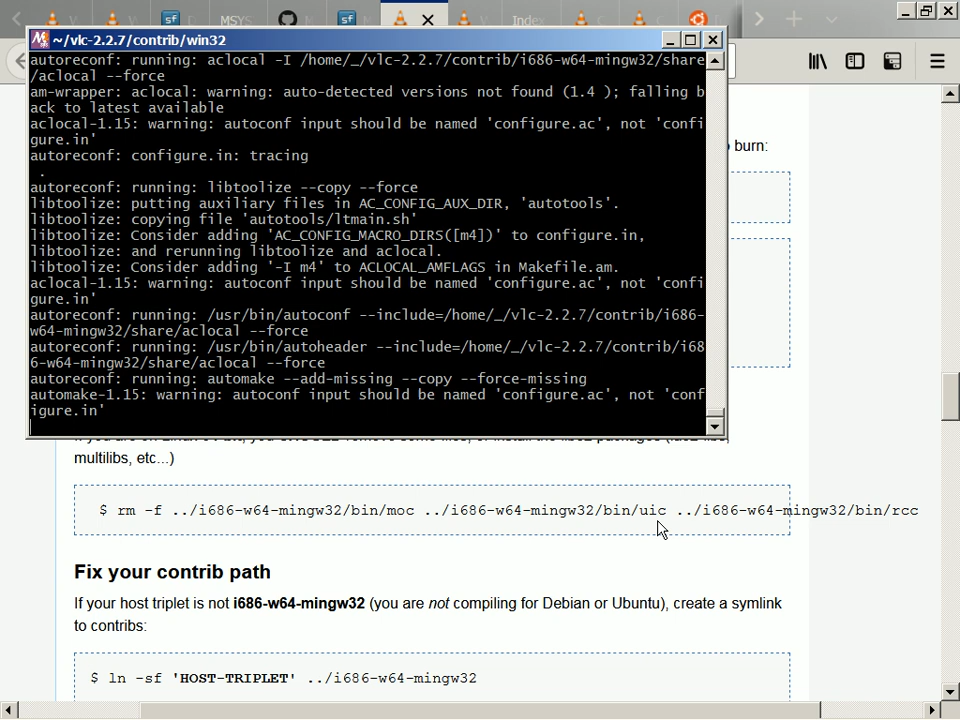 MSYS
Index
~/vlc-2.2.7/contrib/win32
autoreconf: running: aclocal -I /home/_/vlc-2.2.7/contrib/i686-w64-mingw32/share
/aclocal --force
am-wrapper: aclocal: warning: auto-detected versions not found (1.4 ); falling b
ack to latest available
aclocal-1.15: warning: autoconf input should be named 'configure.ac', not 'confi
gure.in'
autoreconf: configure.in: tracing
.
autoreconf: running: libtoolize --copy --force
libtoolize: putting auxiliary files in AC_CONFIG_AUX_DIR, 'autotools'.
libtoolize: copying file 'autotools/ltmain.sh'
libtoolize: Consider adding 'AC_CONFIG_MACRO_DIRS([m4])' to configure.in,
libtoolize: and rerunning libtoolize and aclocal.
libtoolize: Consider adding '-I m4' to ACLOCAL_AMFLAGS in Makefile.am.
aclocal-1.15: warning: autoconf input should be named 'configure.ac', not 'confi
gure.in'
autoreconf: running: /usr/bin/autoconf --include=/home/_/vlc-2.2.7/contrib/i686-
w64-mingw32/share/aclocal --force
autoreconf: running: /usr/bin/autoheader --include=/home/_/vlc-2.2.7/contrib/i68
6-w64-mingw32/share/aclocal --force
autoreconf: running: automake --add-missing --copy --force-missing
automake-1.15: warning: autoconf input should be named 'configure.ac', not 'conf
igure.in'
burn:
multilibs, etc...)
$ rm -f ../i686-w64-mingw32/bin/moc ../i686-w64-mingw32/bin/uic ../i686-w64-mingw32/bin/rcc
Fix your contrib path
If your host triplet is not i686-w64-mingw32 (you are not compiling for Debian or Ubuntu), create a symlink
to contribs:
$ ln -sf 'HOST-TRIPLET' ../i686-w64-mingw32